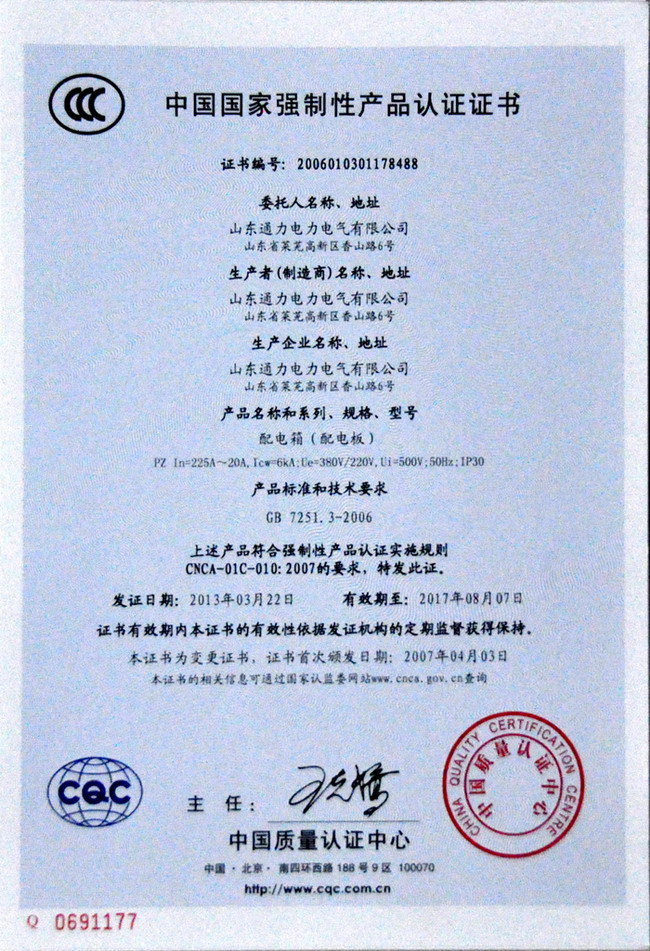 CCC
中国国家强制性产品认证证书
证书编号：2006010301178488
委托人名称、地址
山东通力电力电气有限公司
山东省莱芜高新区香山路6号
生产者(制造商)名称、地址
山东通力电力电气有限公司
山东省莱芜高新区香山路6号
生产企业名称、地址
山东通力电力电气有限公司
山东省莱芜高新区香山路6号
产品名称和系列、规格、型号
配电箱（配电板）
PZ In=225A～20A,Icw=6kA;Ue=380V/220V,Ui=500V;50Hz;IP30
产品标准和技术要求
GB 7251.3-2006
上述产品符合强制性产品认证实施规则
CNCA-01C-010:2007的要求，特发此证。
发证日期：2013年03月22日 有效期至：2017年08月07日
证书有效期内本证书的有效性依据发证机构的定期监督获得保持。
本证书为变更证书，证书首次颁发日期：2007年04月03日
本证书的相关信息可通过国家认监委网站www.cnca.gov.cn查询
CHINA QUALITY CERTIFICATION CENTRE
中国质量认证中心
CQC
主任：
中国质量认证中心
中国·北京·南四环西路188号9区 100070
http://www.cqc.com.cn
Q 0691177